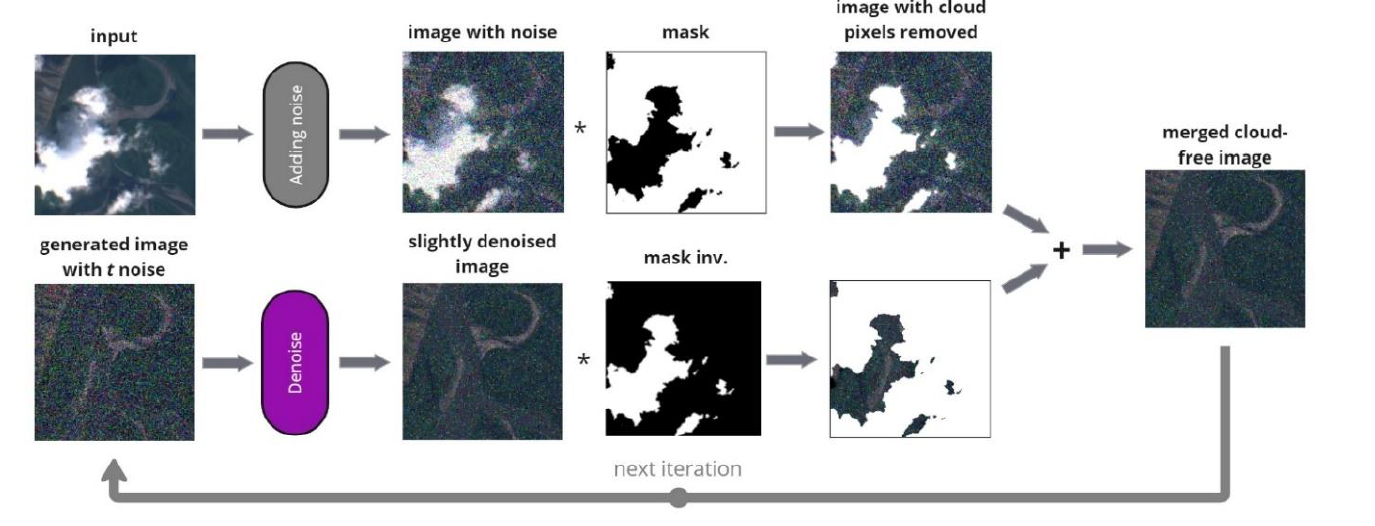 input
Adding noise
image with noise
*
mask
image with cloud
pixels removed
merged cloud-
free image
generated image
with t noise
Denoise
slightly denoised
image
*
mask inv.
+
next iteration